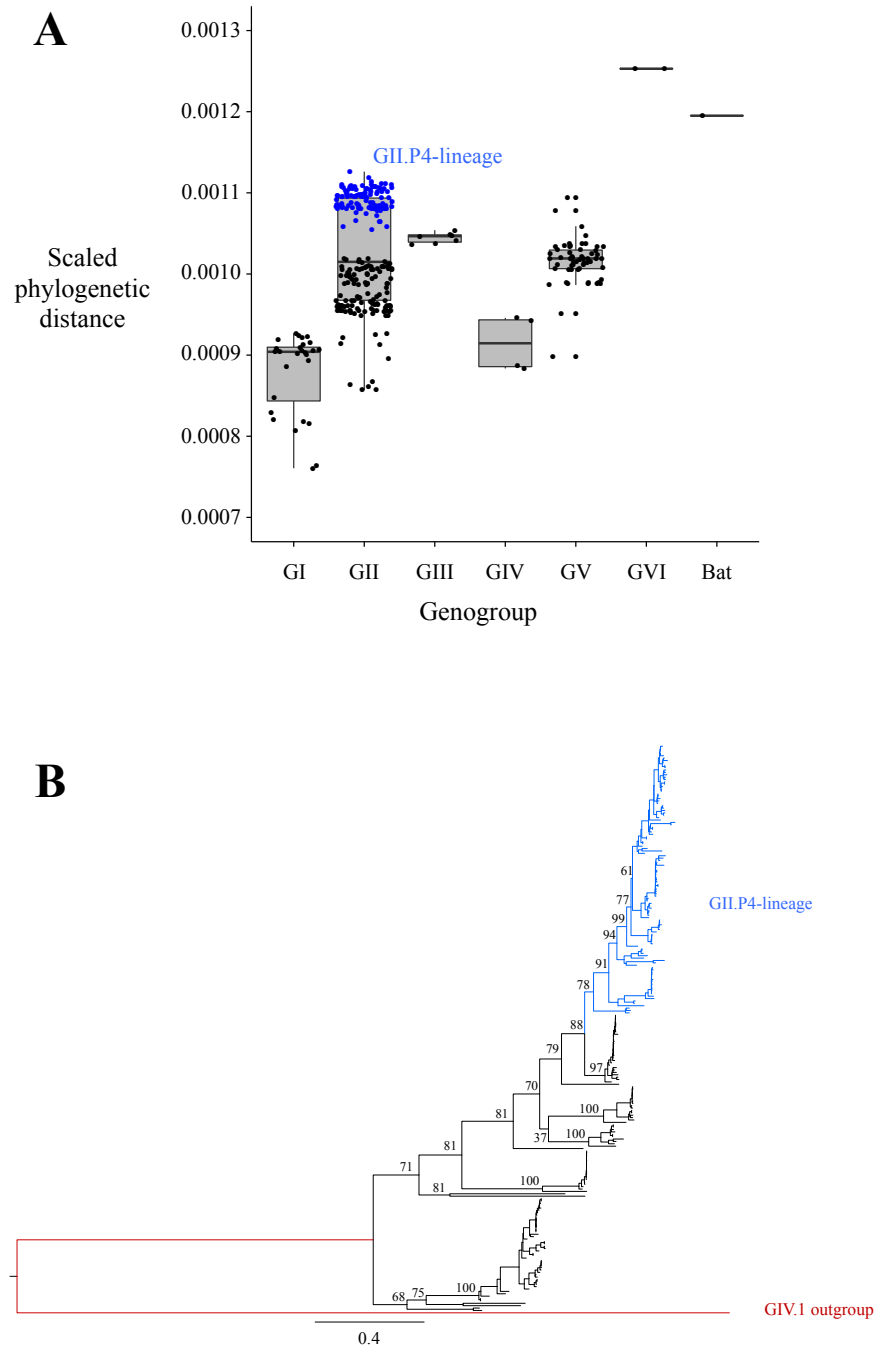 A
0.0013
0.0012
GII.P4-lineage
0.0011
Scaled
phylogenetic
distance
0.0010
0.0009
0.0008
0.0007
GI GII GIII GIV GV GVI Bat
Genogroup
B
61
GII.P4-lineage
77
99
94
91
78
88
79
97
70
100
81
37 100
81
71
100
81
100
75
68
GIV.1 outgroup
0.4